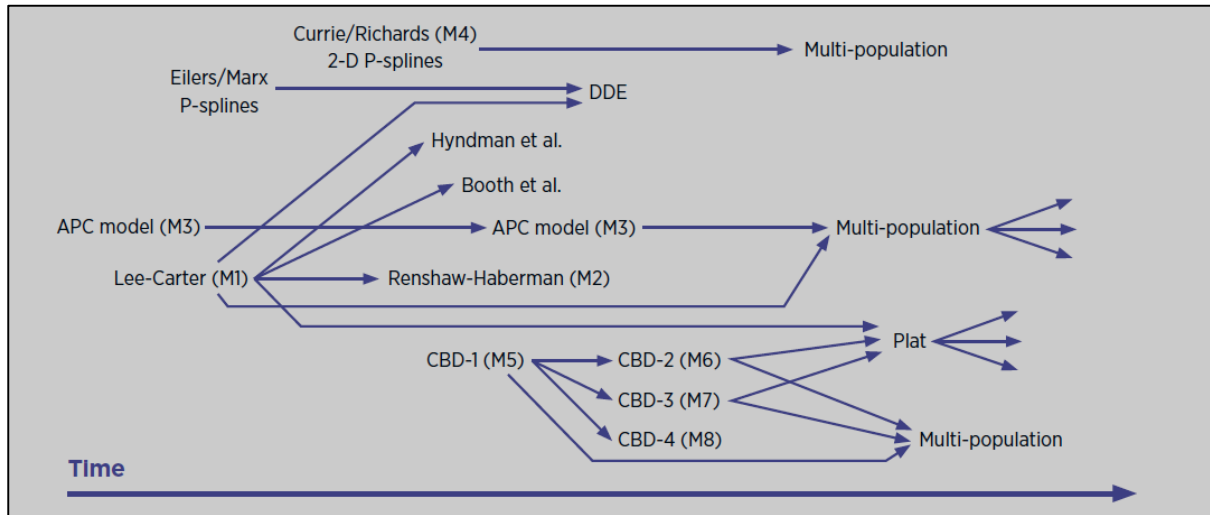 Currie/Richards (M4)
2-D P-splines
Multi-population
Eilers/Marx
P-splines
DDE
Hyndman et al.
Booth et al.
APC model (M3)
APC model (M3)
Multi-population
Lee-Carter (M1)
Renshaw-Haberman (M2)
Plat
CBD-1 (M5)
CBD-2 (M6)
CBD-3 (M7)
CBD-4 (M8)
Multi-population
Time